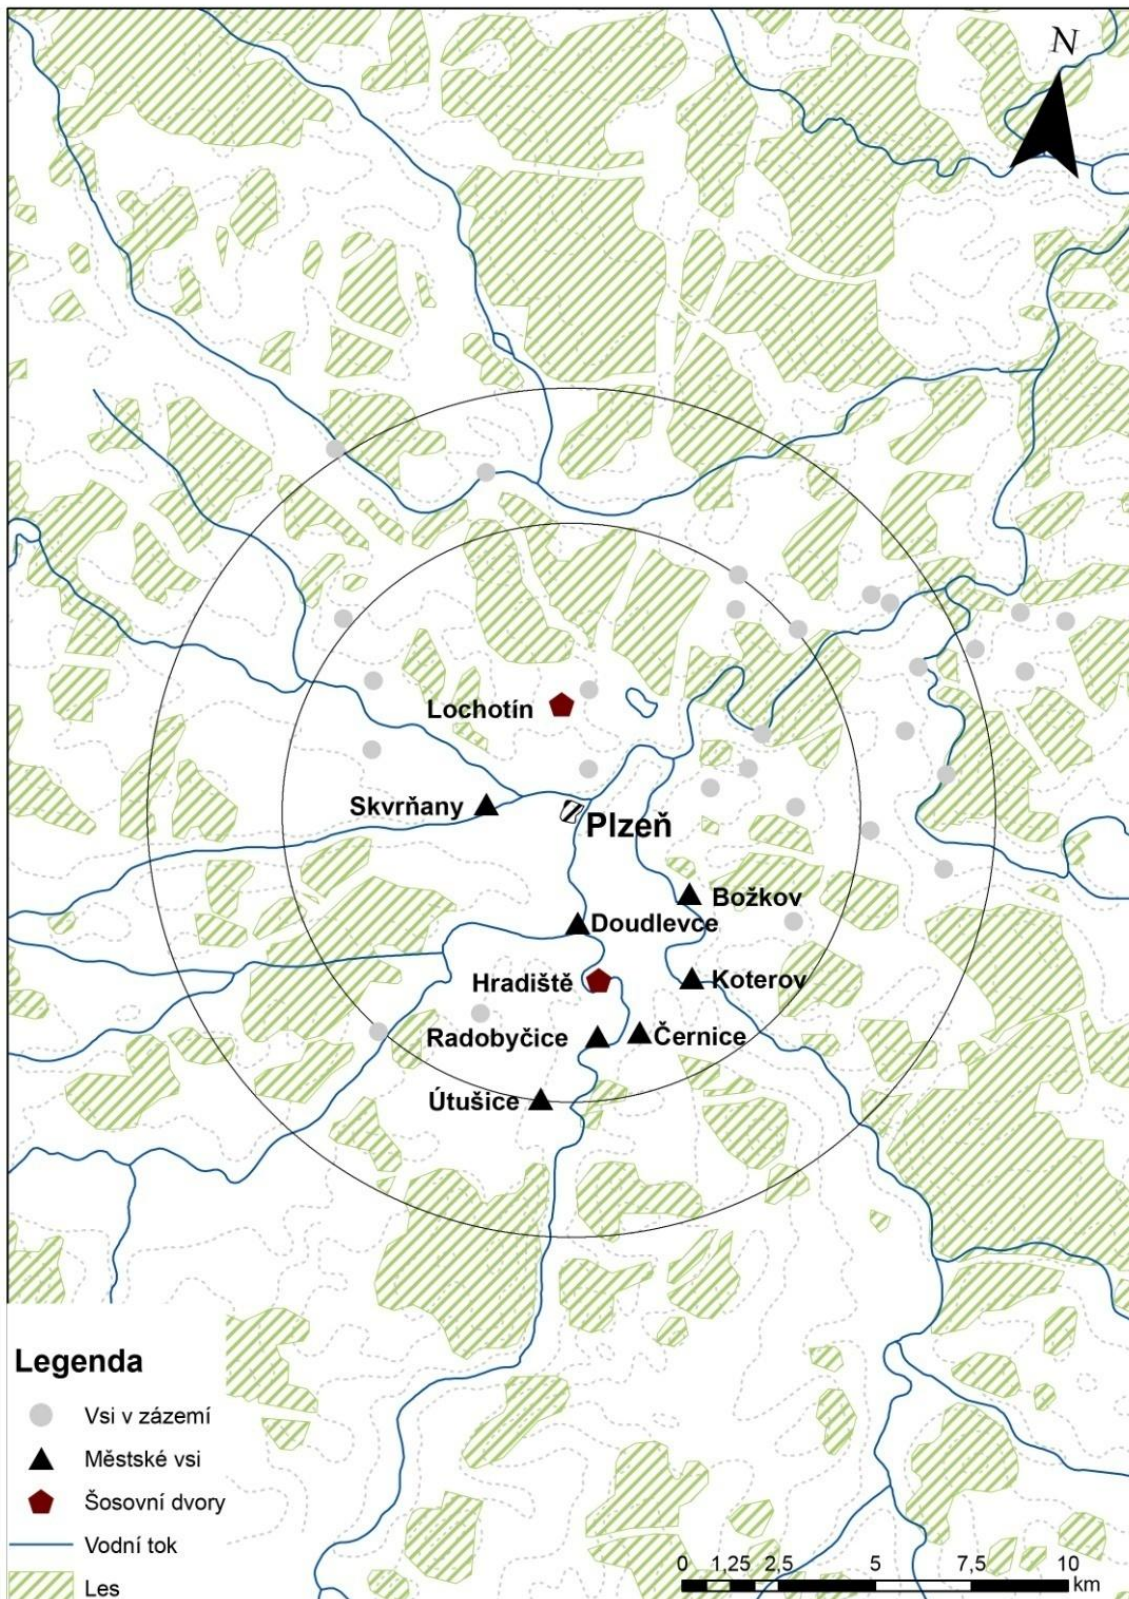 N
Lochotín
Skvrňany
Plzeň
Božkov
Doudlevce
Hradiště
Koterov
Radobyčice
Černice
Útušice
Legenda
Vsi v zázemí
Městské vsi
Šosovní dvory
Vodní tok
Les
0 1,25 2,5 5 7,5 10
km